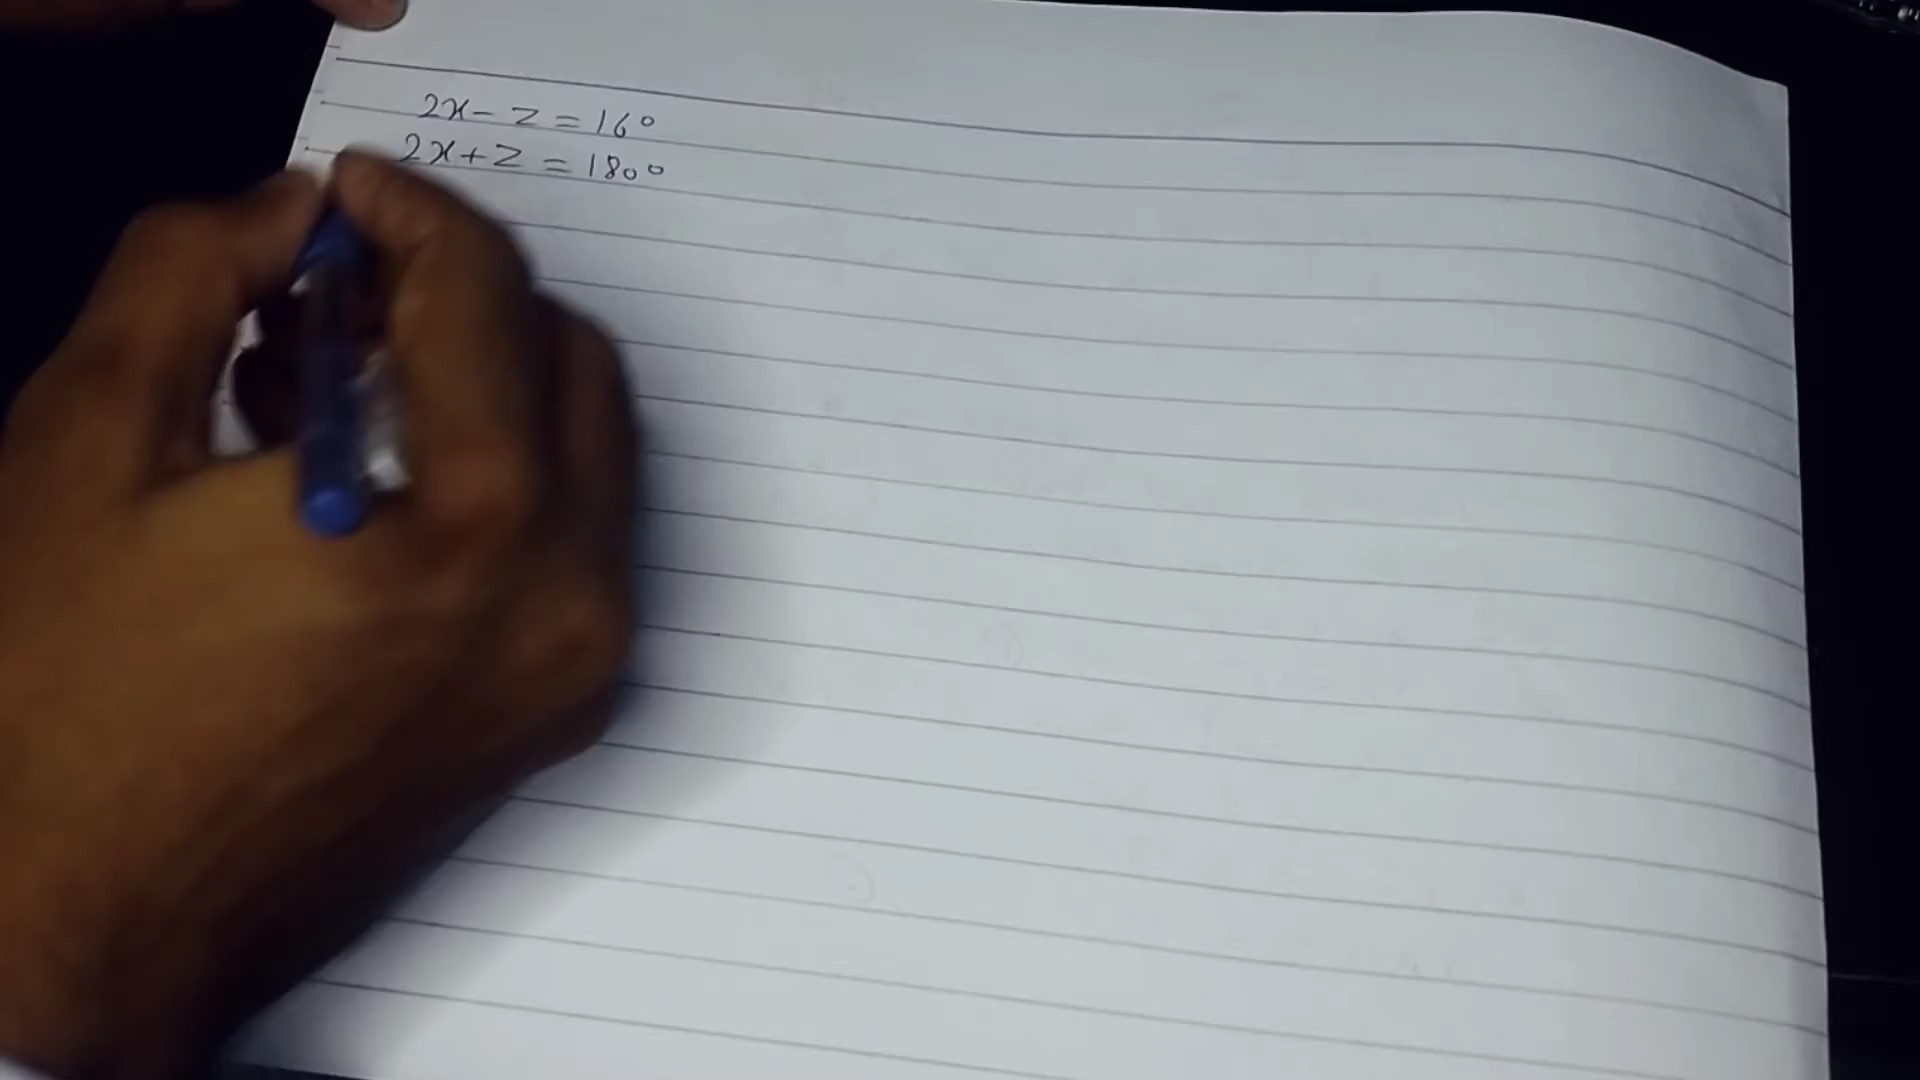 2x - z = 16°
2x + z = 180°